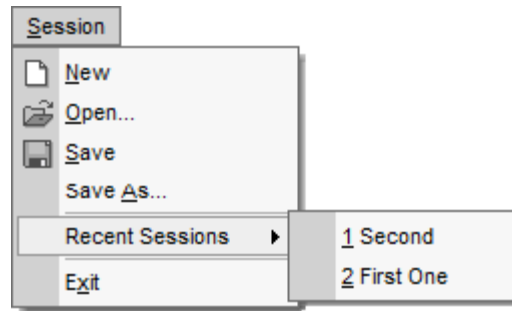 Session
New
Open...
Save
Save As...
Recent Sessions
1 Second
2 First One
Exit